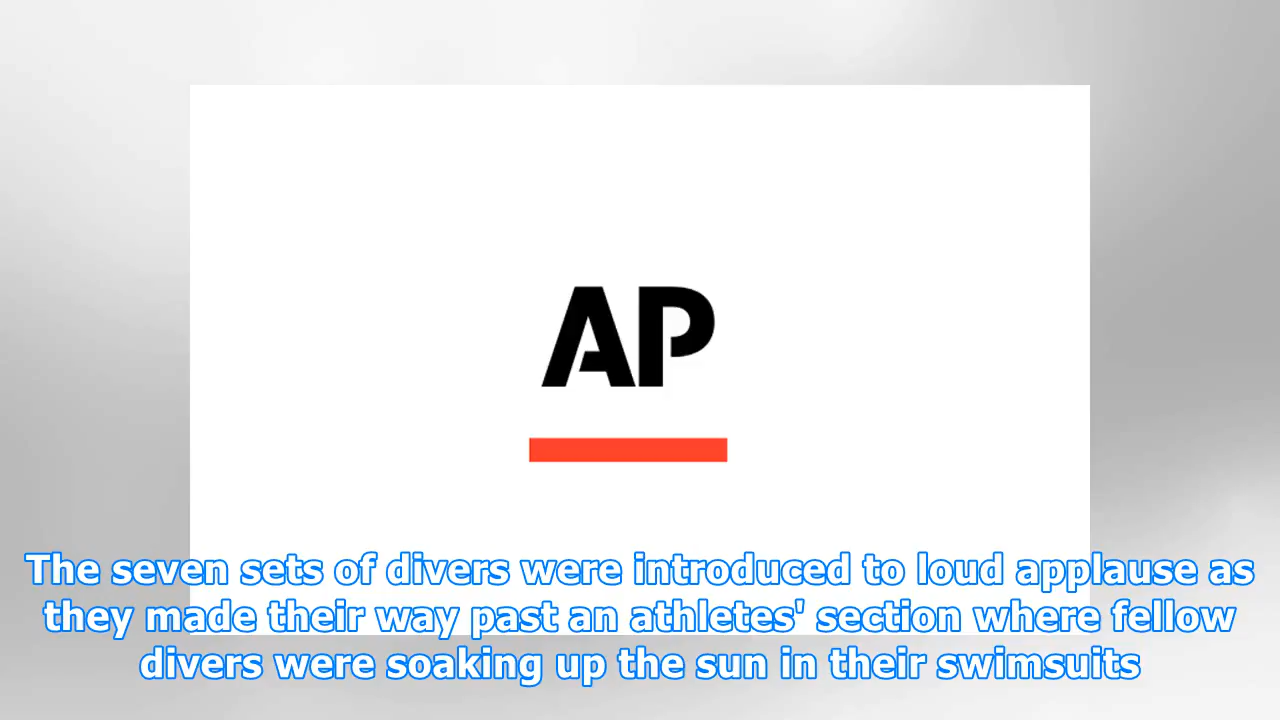 AP
The seven sets of divers were introduced to loud applause as
they made their way past an athletes' section where fellow
divers were soaking up the sun in their swimsuits